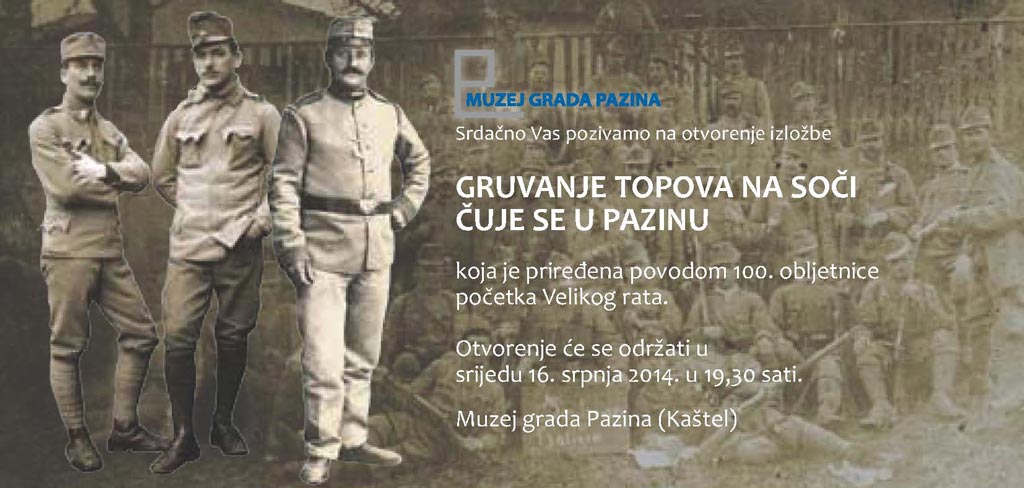 MUZEJ GRADA PAZINA
Srdačno Vas pozivamo na otvorenje izložbe
GRUVANJE TOPOVA NA SOČI
ČUJE SE U PAZINU
koja je priređena povodom 100. obljetnice
početka Velikog rata.
Otvorenje će se održati u
srijedu 16. srpnja 2014. u 19,30 sati.
Muzej grada Pazina (Kaštel)